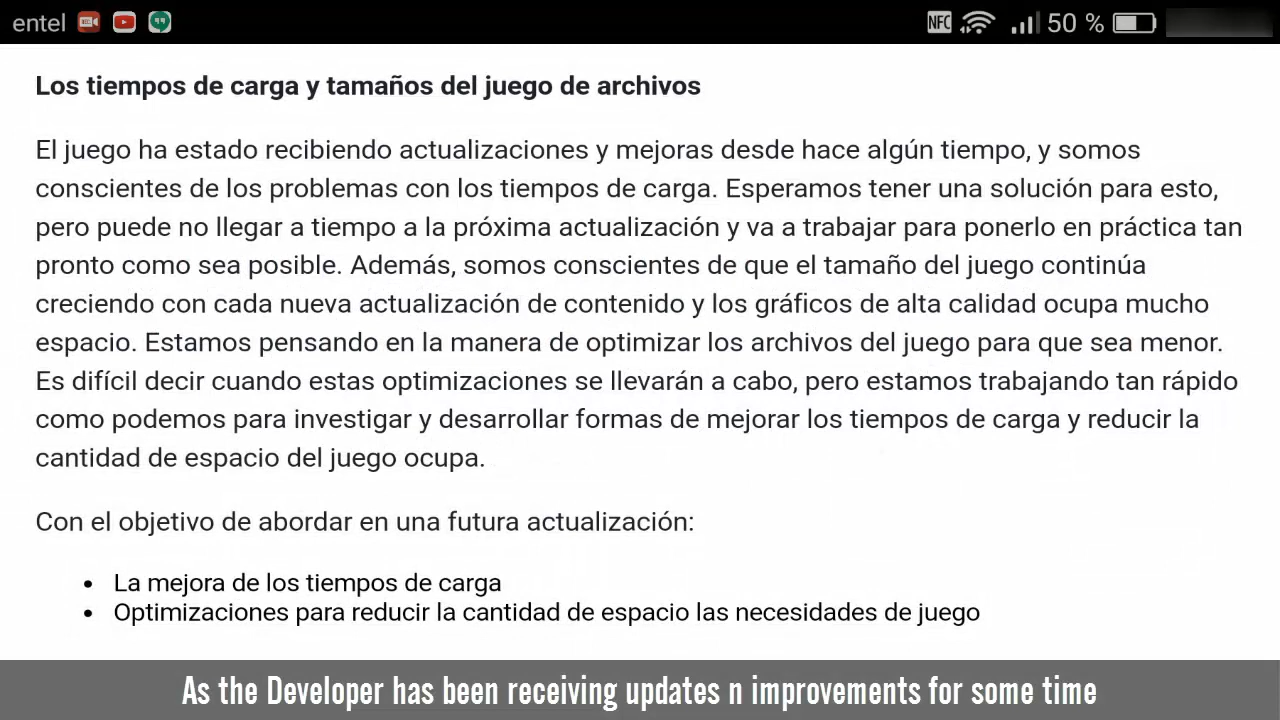 entel
NFC 50 %
Los tiempos de carga y tamaños del juego de archivos
El juego ha estado recibiendo actualizaciones y mejoras desde hace algún tiempo, y somos
conscientes de los problemas con los tiempos de carga. Esperamos tener una solución para esto,
pero puede no llegar a tiempo a la próxima actualización y va a trabajar para ponerlo en práctica tan
pronto como sea posible. Además, somos conscientes de que el tamaño del juego continúa
creciendo con cada nueva actualización de contenido y los gráficos de alta calidad ocupa mucho
espacio. Estamos pensando en la manera de optimizar los archivos del juego para que sea menor.
Es difícil decir cuando estas optimizaciones se llevarán a cabo, pero estamos trabajando tan rápido
como podemos para investigar y desarrollar formas de mejorar los tiempos de carga y reducir la
cantidad de espacio del juego ocupa.
Con el objetivo de abordar en una futura actualización:
• La mejora de los tiempos de carga
• Optimizaciones para reducir la cantidad de espacio las necesidades de juego
As the Developer has been receiving updates n improvements for some time